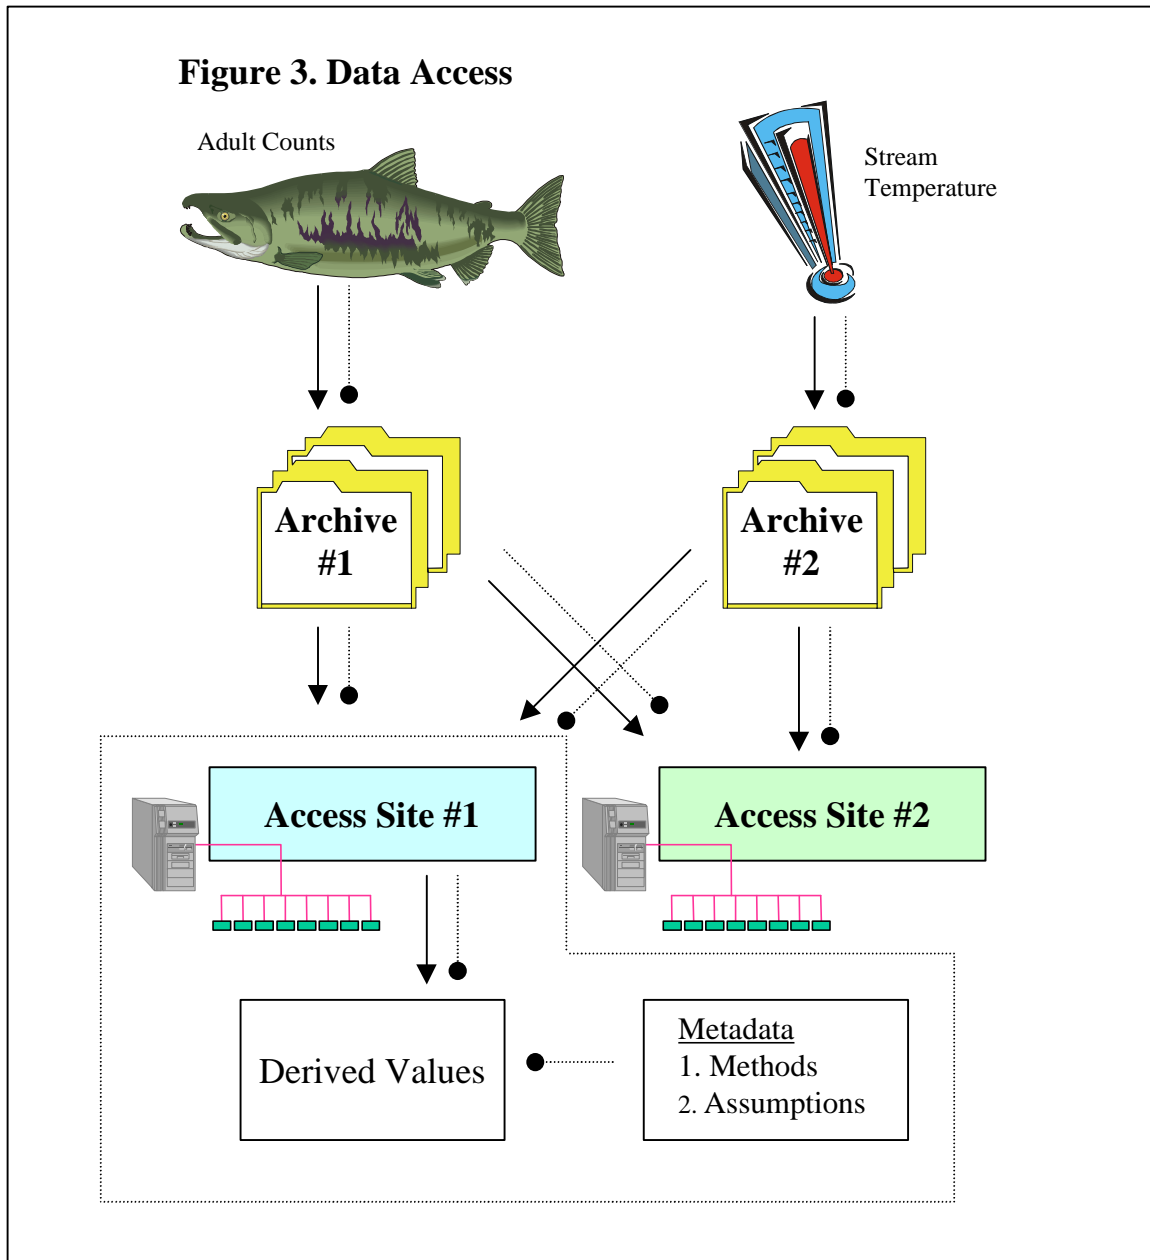 Figure 3. Data Access
Adult Counts
Stream
Temperature
Archive
#1
Archive
#2
Access Site #1
Access Site #2
Derived Values
Metadata
1. Methods
2. Assumptions